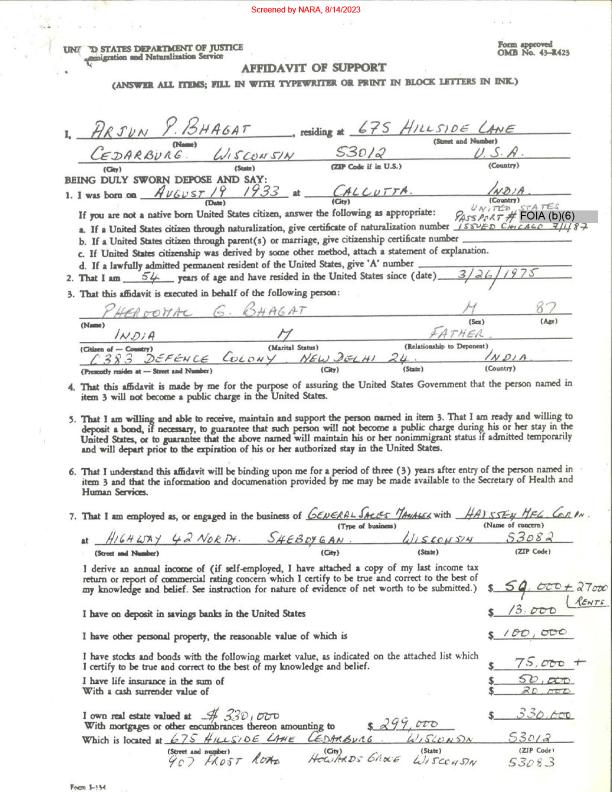 Screened by NARA, 8/14/2023
UNITED STATES DEPARTMENT OF JUSTICE
Immigration and Naturalization Service
Form approved
OMB No. 43-R423
AFFIDAVIT OF SUPPORT
(ANSWER ALL ITEMS; FILL IN WITH TYPEWRITER OR PRINT IN BLOCK LETTERS IN INK.)
I, ARJUN P. BHAGAT, residing at 675 HILLSIDE LANE
(Name) (Street and Number)
CEDARBURG. WISCONSIN 53012 U.S.A.
(City) (State) (ZIP Code if in U.S.) (Country)
BEING DULY SWORN DEPOSE AND SAY:
1. I was born on AUGUST 19 1933 at CALCUTTA. INDIA
(Date) (City) (Country)
UNITED STATES
If you are not a native born United States citizen, answer the following as appropriate: PASSPORT # FOIA (b)(6)
a. If a United States citizen through naturalization, give certificate of naturalization number ISSUED CHICAGO 7/1/87
b. If a United States citizen through parent(s) or marriage, give citizenship certificate number
c. If United States citizenship was derived by some other method, attach a statement of explanation.
d. If a lawfully admitted permanent resident of the United States, give 'A' number
2. That I am 54 years of age and have resided in the United States since (date) 3/26/1975
3. That this affidavit is executed in behalf of the following person:
PHEROOMAL G. BHAGAT M 87
(Name) (Sex) (Age)
INDIA M FATHER
(Citizen of — Country) (Marital Status) (Relationship to Deponent)
C 383 DEFENCE COLONY. NEW DELHI 24. INDIA
(Presently resides at — Street and Number) (City) (State) (Country)
4. That this affidavit is made by me for the purpose of assuring the United States Government that the person named in
item 3 will not become a public charge in the United States.
5. That I am willing and able to receive, maintain and support the person named in item 3. That I am ready and willing to
deposit a bond, if necessary, to guarantee that such person will not become a public charge during his or her stay in the
United States, or to guarantee that the above named will maintain his or her nonimmigrant status if admitted temporarily
and will depart prior to the expiration of his or her authorized stay in the United States.
6. That I understand this affidavit will be binding upon me for a period of three (3) years after entry of the person named in
item 3 and that the information and documenation provided by me may be made available to the Secretary of Health and
Human Services.
7. That I am employed as, or engaged in the business of GENERAL SALES MANAGER with HAYSSEN MFG. CORPN.
(Type of business) (Name of concern)
at HIGHWAY 42 NORTH. SHEBOYGAN. WISCONSIN 53082
(Street and Number) (City) (State) (ZIP Code)
I derive an annual income of (if self-employed, I have attached a copy of my last income tax
return or report of commercial rating concern which I certify to be true and correct to the best of
my knowledge and belief. See instruction for nature of evidence of net worth to be submitted.) $ 59,000 + 27000
RENTS.
I have on deposit in savings banks in the United States $ 13.000
I have other personal property, the reasonable value of which is $ 100,000
I have stocks and bonds with the following market value, as indicated on the attached list which
I certify to be true and correct to the best of my knowledge and belief. $ 75,000 +
I have life insurance in the sum of $ 50,000
With a cash surrender value of $ 20 000
I own real estate valued at $ 330,000 $ 330.000
With mortgages or other encumbrances thereon amounting to $ 299,000
Which is located at 675 HILLSIDE LANE CEDARBURG. WISCONSIN 53012
(Street and number) (City) (State) (ZIP Code)
907 FROST ROAD HOWARDS GROVE WISCONSIN 53083
Form I-134